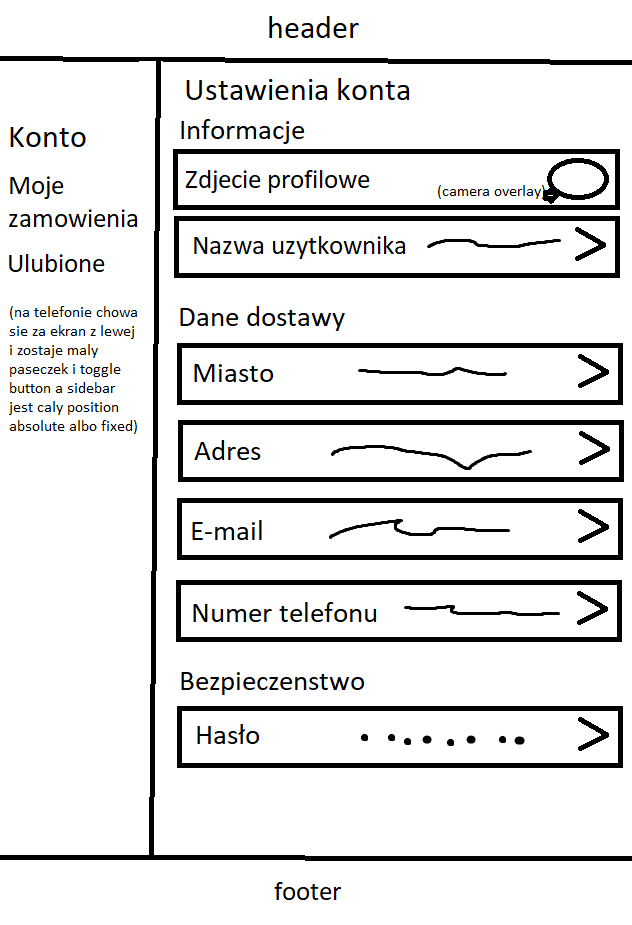 header
Konto
Moje
zamowienia
Ulubione
(na telefonie chowa
sie za ekran z lewej
i zostaje maly
paseczek i toggle
button a sidebar
jest caly position
absolute albo fixed)
Ustawienia konta
Informacje
Zdjecie profilowe
(camera overlay)
Nazwa uzytkownika
Dane dostawy
Miasto
Adres
E-mail
Numer telefonu
Bezpieczenstwo
Hasło
footer